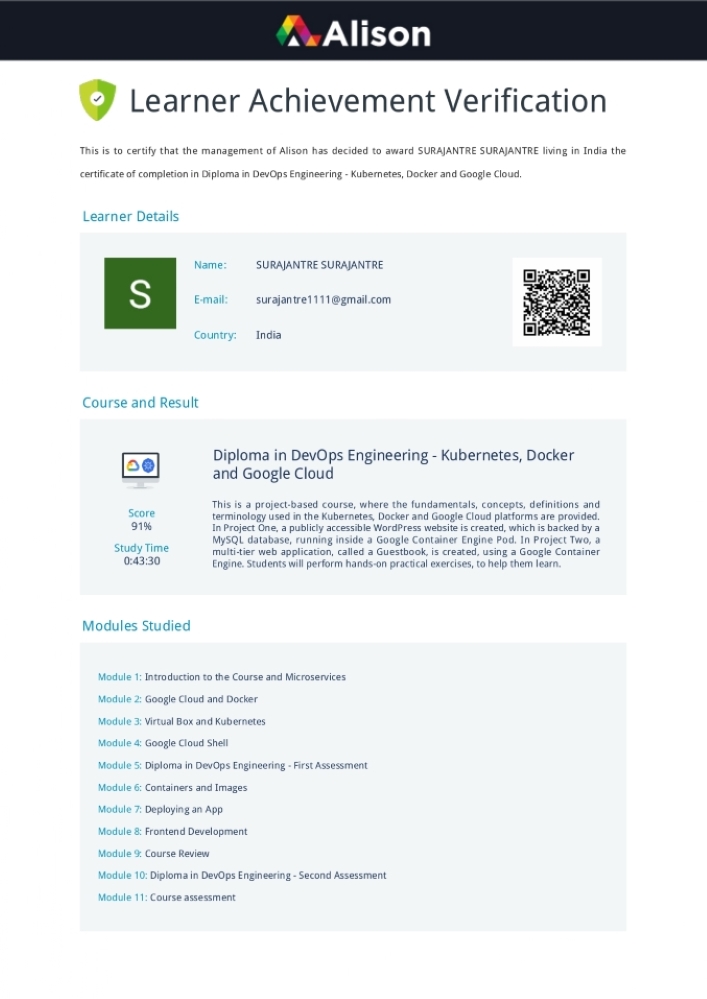 Alison
Learner Achievement Verification
This is to certify that the management of Alison has decided to award SURAJANTRE SURAJANTRE living in India the
certificate of completion in Diploma in DevOps Engineering - Kubernetes, Docker and Google Cloud.
Learner Details
S
Name: SURAJANTRE SURAJANTRE
E-mail: surajantre1111@gmail.com
Country: India
Course and Result
Diploma in DevOps Engineering - Kubernetes, Docker
and Google Cloud
Score
91%
Study Time
0:43:30
This is a project-based course, where the fundamentals, concepts, definitions and
terminology used in the Kubernetes, Docker and Google Cloud platforms are provided.
In Project One, a publicly accessible WordPress website is created, which is backed by a
MySQL database, running inside a Google Container Engine Pod. In Project Two, a
multi-tier web application, called a Guestbook, is created, using a Google Container
Engine. Students will perform hands-on practical exercises, to help them learn.
Modules Studied
Module 1: Introduction to the Course and Microservices
Module 2: Google Cloud and Docker
Module 3: Virtual Box and Kubernetes
Module 4: Google Cloud Shell
Module 5: Diploma in DevOps Engineering - First Assessment
Module 6: Containers and Images
Module 7: Deploying an App
Module 8: Frontend Development
Module 9: Course Review
Module 10: Diploma in DevOps Engineering - Second Assessment
Module 11: Course assessment